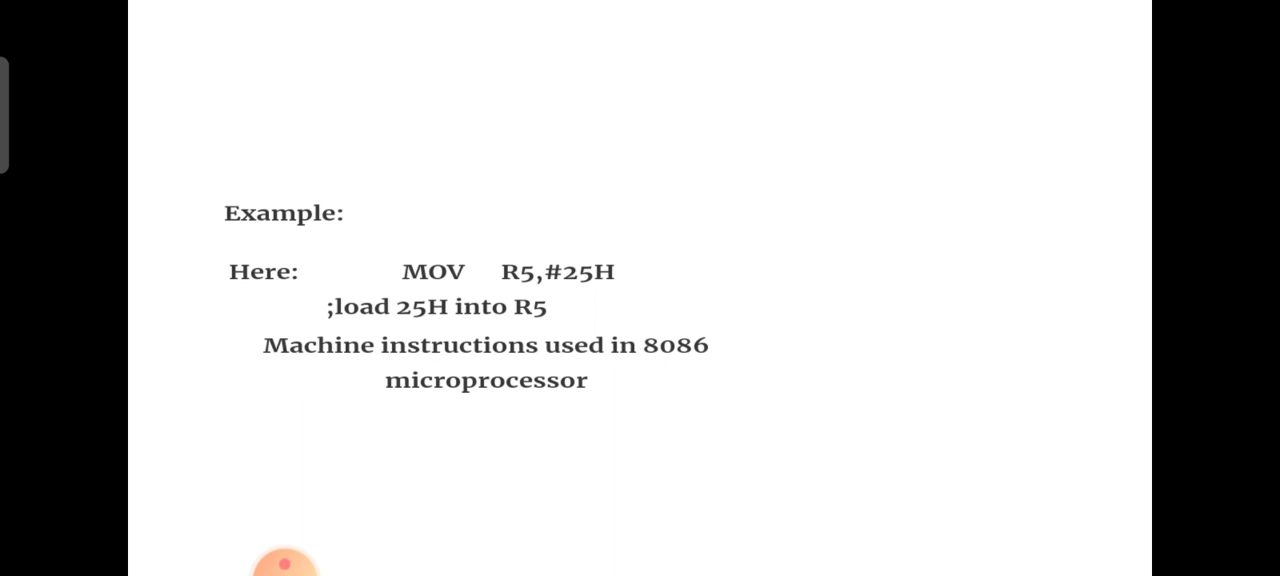 Example:
Here: MOV R5,#25H
;load 25H into R5
Machine instructions used in 8086
microprocessor